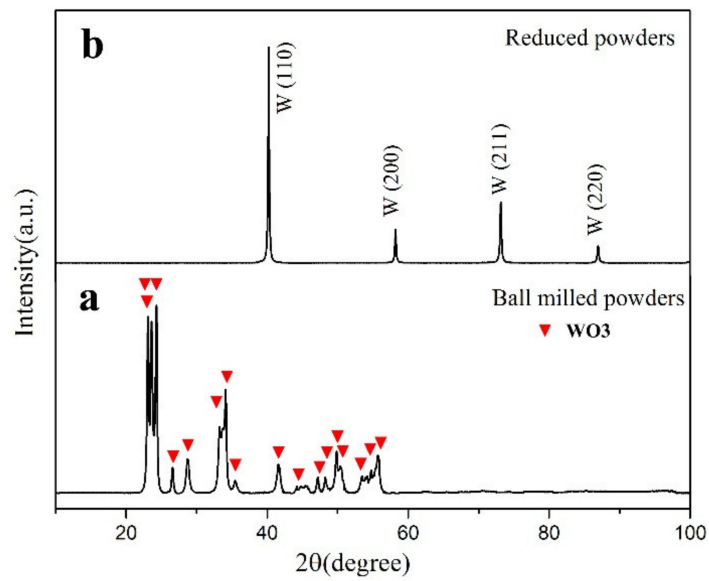 b
Reduced powders
W (110)
W (200)
W (211)
W (220)
Intensity(a.u.)
a
Ball milled powders
WO3
20
40
60
80
100
2θ(degree)